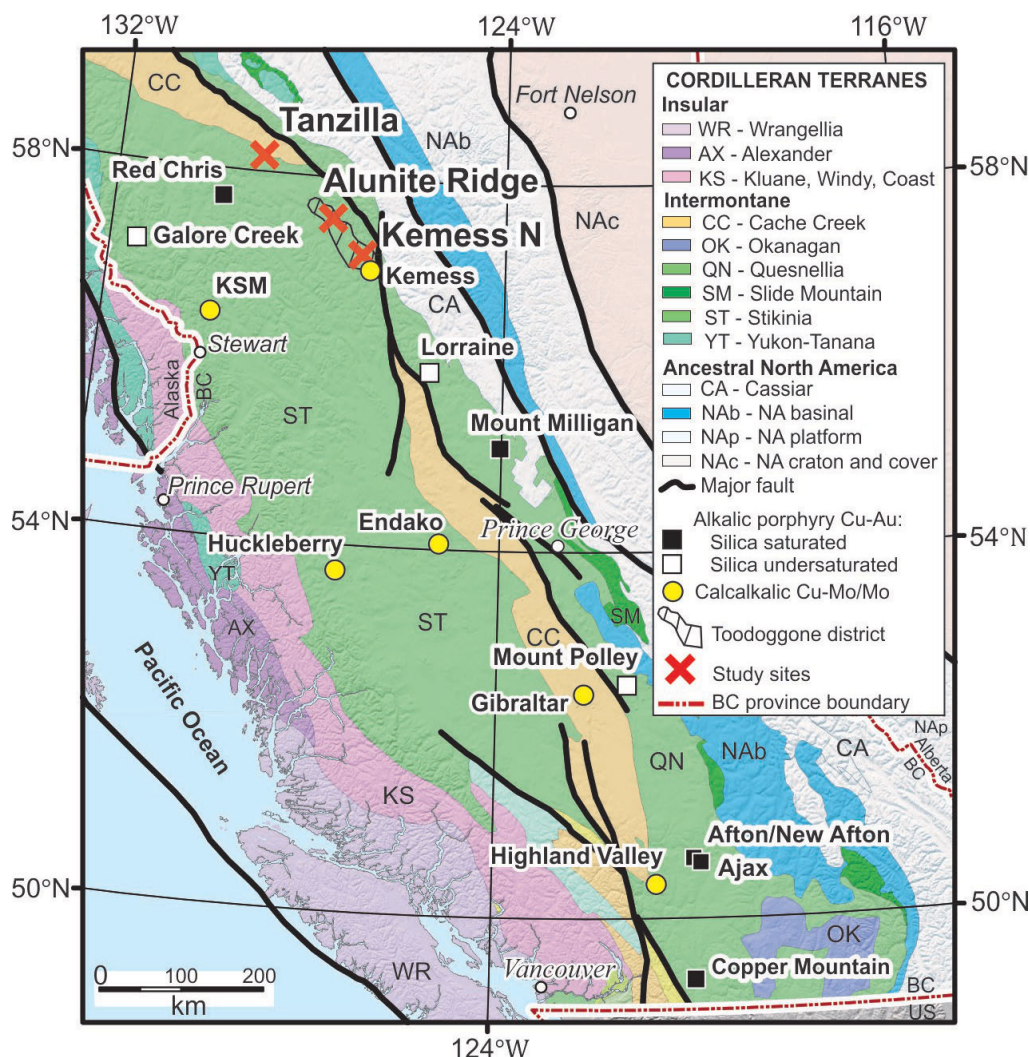 132°W
124°W
116°W
58°N
54°N
50°N
58°N
54°N
50°N
124°W
CC
Tanzilla
Red Chris
Alunite Ridge
Galore Creek
Kemess N
KSM
Kemess
Stewart
Alaska
BC
Lorraine
ST
Mount Milligan
Prince Rupert
Endako
Prince George
Huckleberry
YT
AX
ST
CC
SM
Mount Polley
Gibraltar
Pacific Ocean
KS
QN
NAb
CA
NAp
Alberta
BC
Afton/New Afton
Ajax
Highland Valley
OK
WR
Vancouver
Copper Mountain
BC
US
Fort Nelson
NAb
NAc
CA
0 100 200
km
CORDILLERAN TERRANES
Insular
WR - Wrangellia
AX - Alexander
KS - Kluane, Windy, Coast
Intermontane
CC - Cache Creek
OK - Okanagan
QN - Quesnellia
SM - Slide Mountain
ST - Stikinia
YT - Yukon-Tanana
Ancestral North America
CA - Cassiar
NAb - NA basinal
NAp - NA platform
NAc - NA craton and cover
Major fault
Alkalic porphyry Cu-Au:
Silica saturated
Silica undersaturated
Calcalkalic Cu-Mo/Mo
Toodoggone district
Study sites
BC province boundary